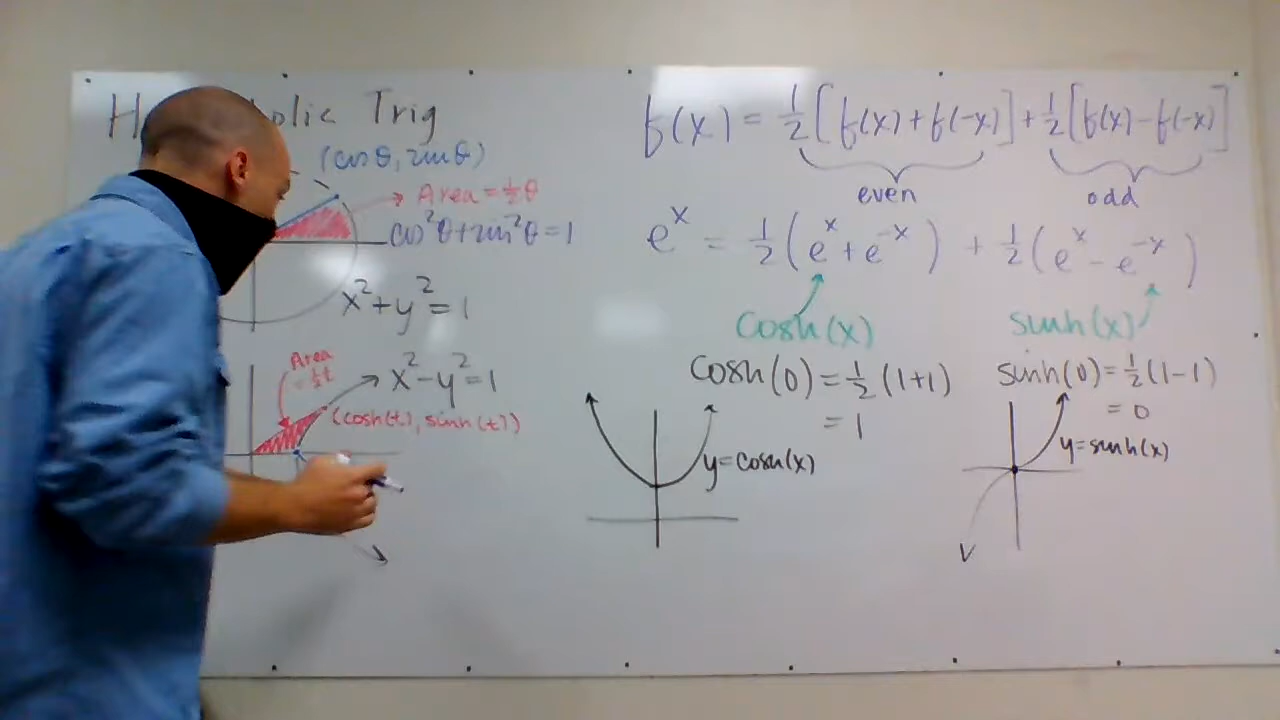 Trig
(cos θ, sin θ)
Area = ½θ
cos²θ + sin²θ = 1
x² + y² = 1
Area
= ½t
x² - y² = 1
(cosh(t), sinh(t))
f(x) = ½[f(x) + f(-x)] + ½[f(x) - f(-x)]
even odd
eˣ = ½(eˣ + e⁻ˣ) + ½(eˣ - e⁻ˣ)
cosh(x) sinh(x)
cosh(0) = ½(1+1)
= 1
y = cosh(x)
sinh(0) = ½(1-1)
= 0
y = sinh(x)